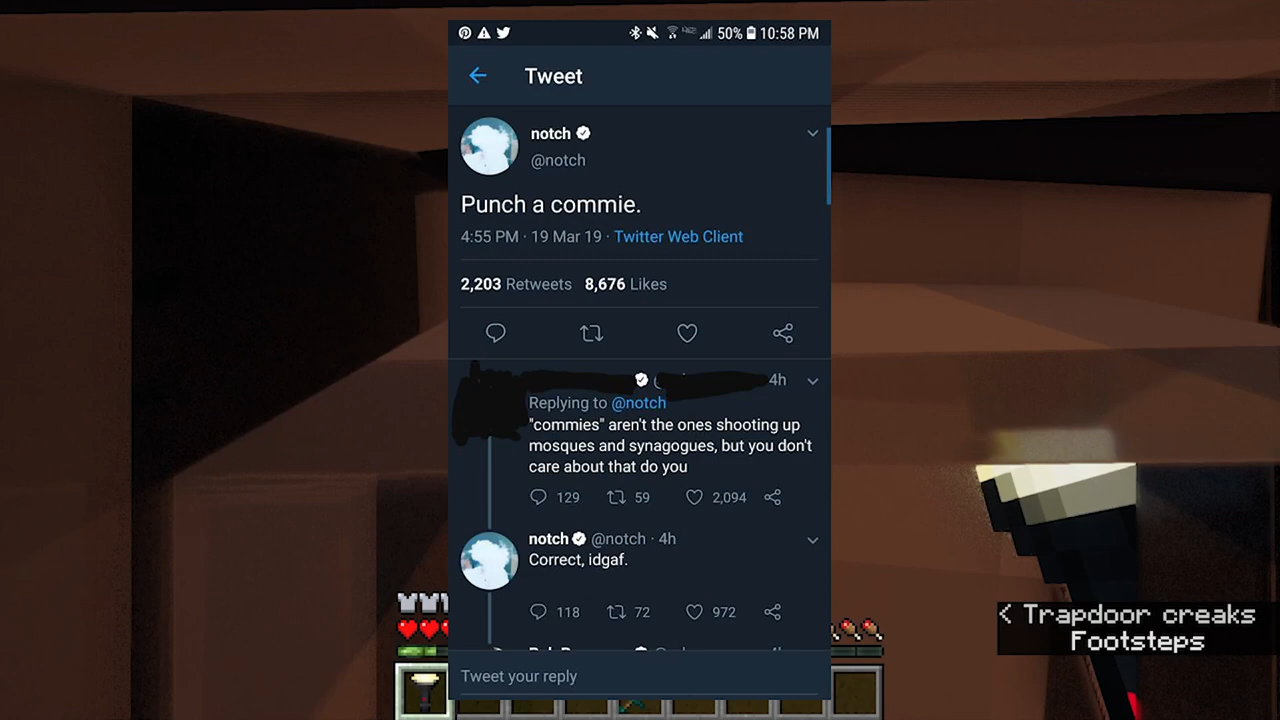 50% 10:58 PM
Tweet
notch
@notch
Punch a commie.
4:55 PM · 19 Mar 19 · Twitter Web Client
2,203 Retweets 8,676 Likes
4h
Replying to @notch
"commies" aren't the ones shooting up
mosques and synagogues, but you don't
care about that do you
129 59 2,094
notch @notch · 4h
Correct, idgaf.
118 72 972
Tweet your reply
< Trapdoor creaks
Footsteps